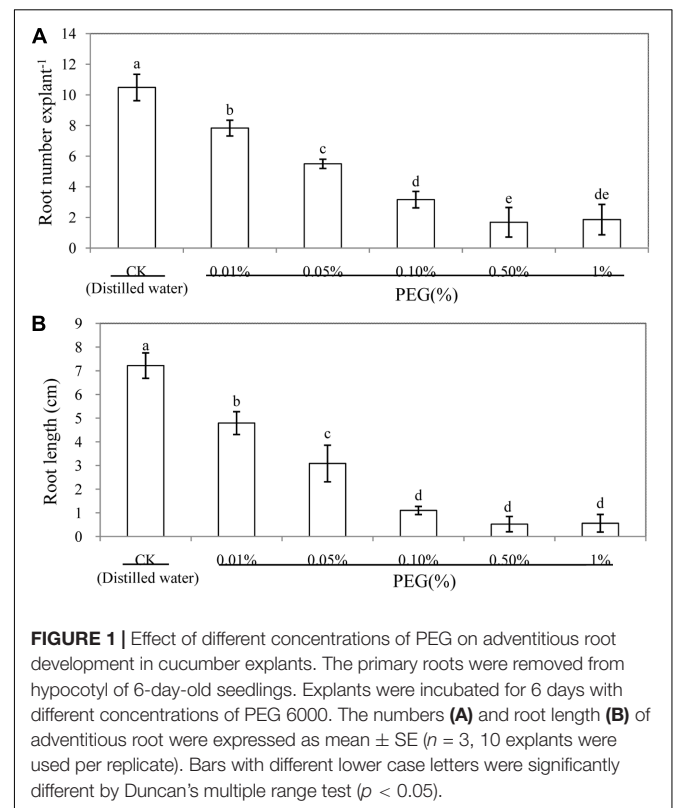 A
14
12
10
8
6
4
2
0
Root number explant-1
a
b
c
d
e
de
CK
0.01%
0.05%
0.10%
0.50%
1%
(Distilled water)
PEG(%)
B
9
8
7
6
5
4
3
2
1
0
Root length (cm)
a
b
c
d
d
d
CK
0.01%
0.05%
0.10%
0.50%
1%
(Distilled water)
PEG(%)
FIGURE 1 | Effect of different concentrations of PEG on adventitious root
development in cucumber explants. The primary roots were removed from
hypocotyl of 6-day-old seedlings. Explants were incubated for 6 days with
different concentrations of PEG 6000. The numbers (A) and root length (B) of
adventitious root were expressed as mean ± SE (n = 3, 10 explants were
used per replicate). Bars with different lower case letters were significantly
different by Duncan's multiple range test (p < 0.05).